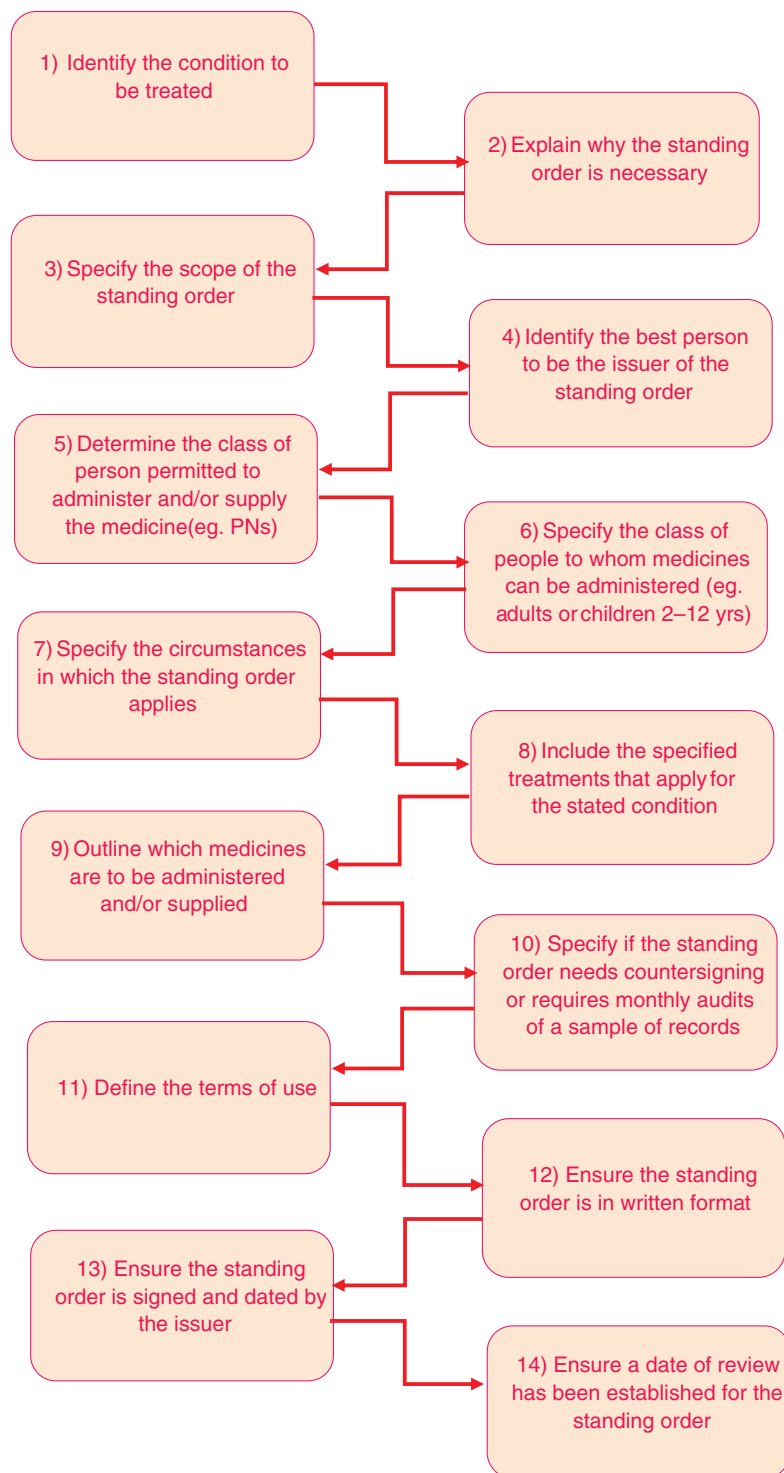 1) Identify the condition to
be treated
2) Explain why the standing
order is necessary
3) Specify the scope of the
standing order
4) Identify the best person
to be the issuer of the
standing order
5) Determine the class of
person permitted to
administer and/or supply
the medicine(eg. PNs)
6) Specify the class of
people to whom medicines
can be administered (eg.
adults or children 2–12 yrs)
7) Specify the circumstances
in which the standing order
applies
8) Include the specified
treatments that apply for
the stated condition
9) Outline which medicines
are to be administered
and/or supplied
10) Specify if the standing
order needs countersigning
or requires monthly audits
of a sample of records
11) Define the terms of use
12) Ensure the standing
order is in written format
13) Ensure the standing
order is signed and dated by
the issuer
14) Ensure a date of review
has been established for the
standing order